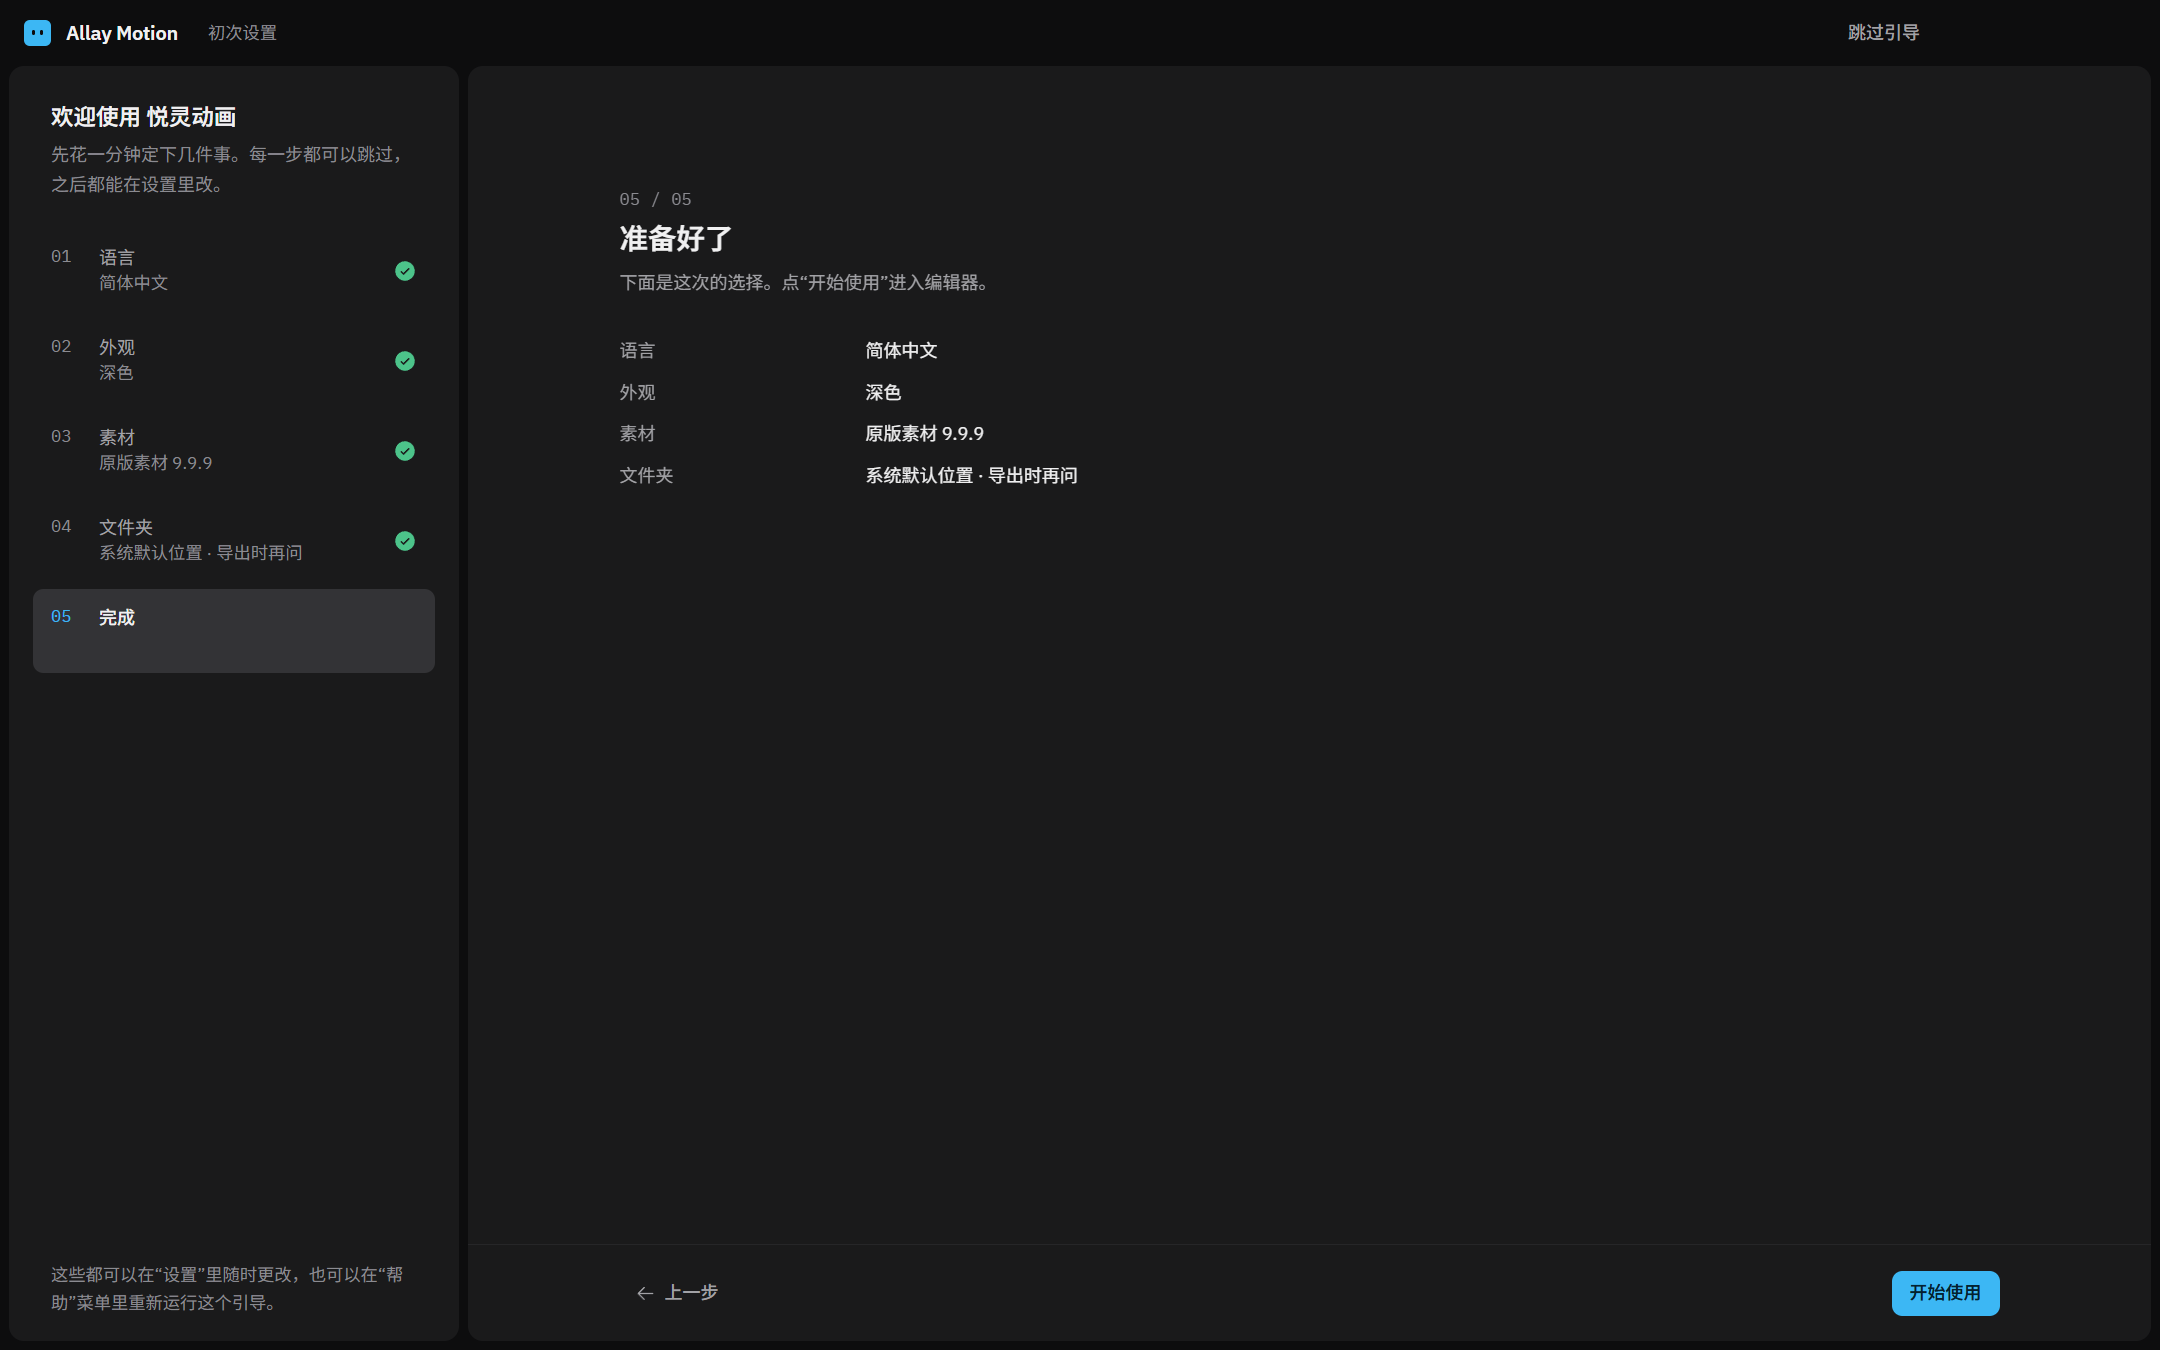 Allay Motion
初次设置
跳过引导
欢迎使用 悦灵动画
先花一分钟定下几件事。每一步都可以跳过，
之后都能在设置里改。
01
语言
简体中文
02
外观
深色
03
素材
原版素材 9.9.9
04
文件夹
系统默认位置 · 导出时再问
05
完成
这些都可以在“设置”里随时更改，也可以在“帮
助”菜单里重新运行这个引导。
05 / 05
准备好了
下面是这次的选择。点“开始使用”进入编辑器。
语言 简体中文
外观 深色
素材 原版素材 9.9.9
文件夹 系统默认位置 · 导出时再问
上一步
开始使用